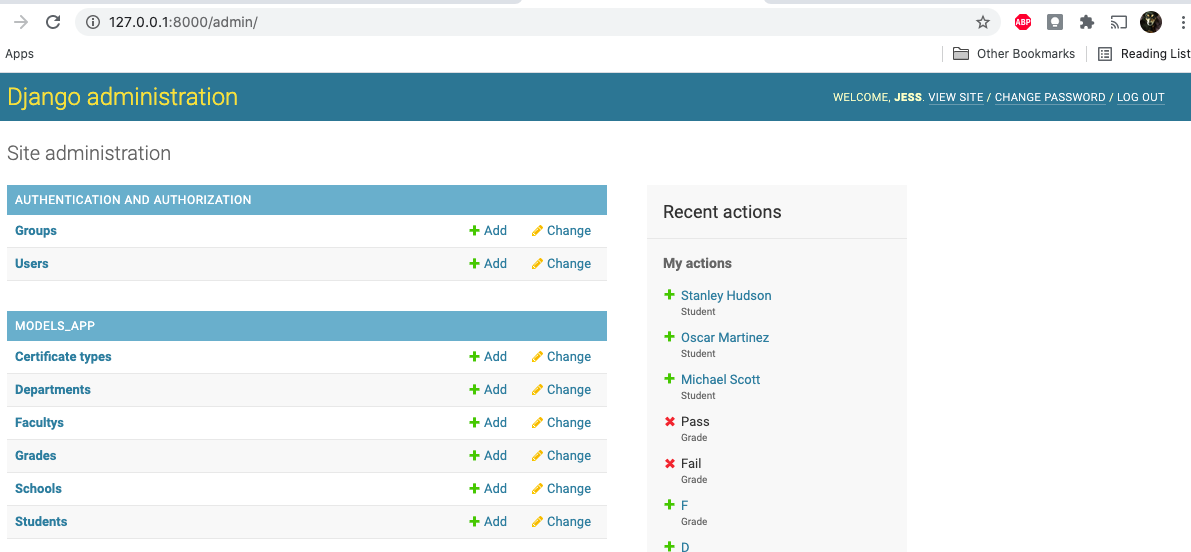 127.0.0.1:8000/admin/
ABP
Apps
Other Bookmarks
Reading List
Django administration
WELCOME, JESS. VIEW SITE / CHANGE PASSWORD / LOG OUT
Site administration
AUTHENTICATION AND AUTHORIZATION
Groups Add Change
Users Add Change
MODELS_APP
Certificate types Add Change
Departments Add Change
Facultys Add Change
Grades Add Change
Schools Add Change
Students Add Change
Recent actions
My actions
Stanley Hudson
Student
Oscar Martinez
Student
Michael Scott
Student
Pass
Grade
Fail
Grade
F
Grade
D